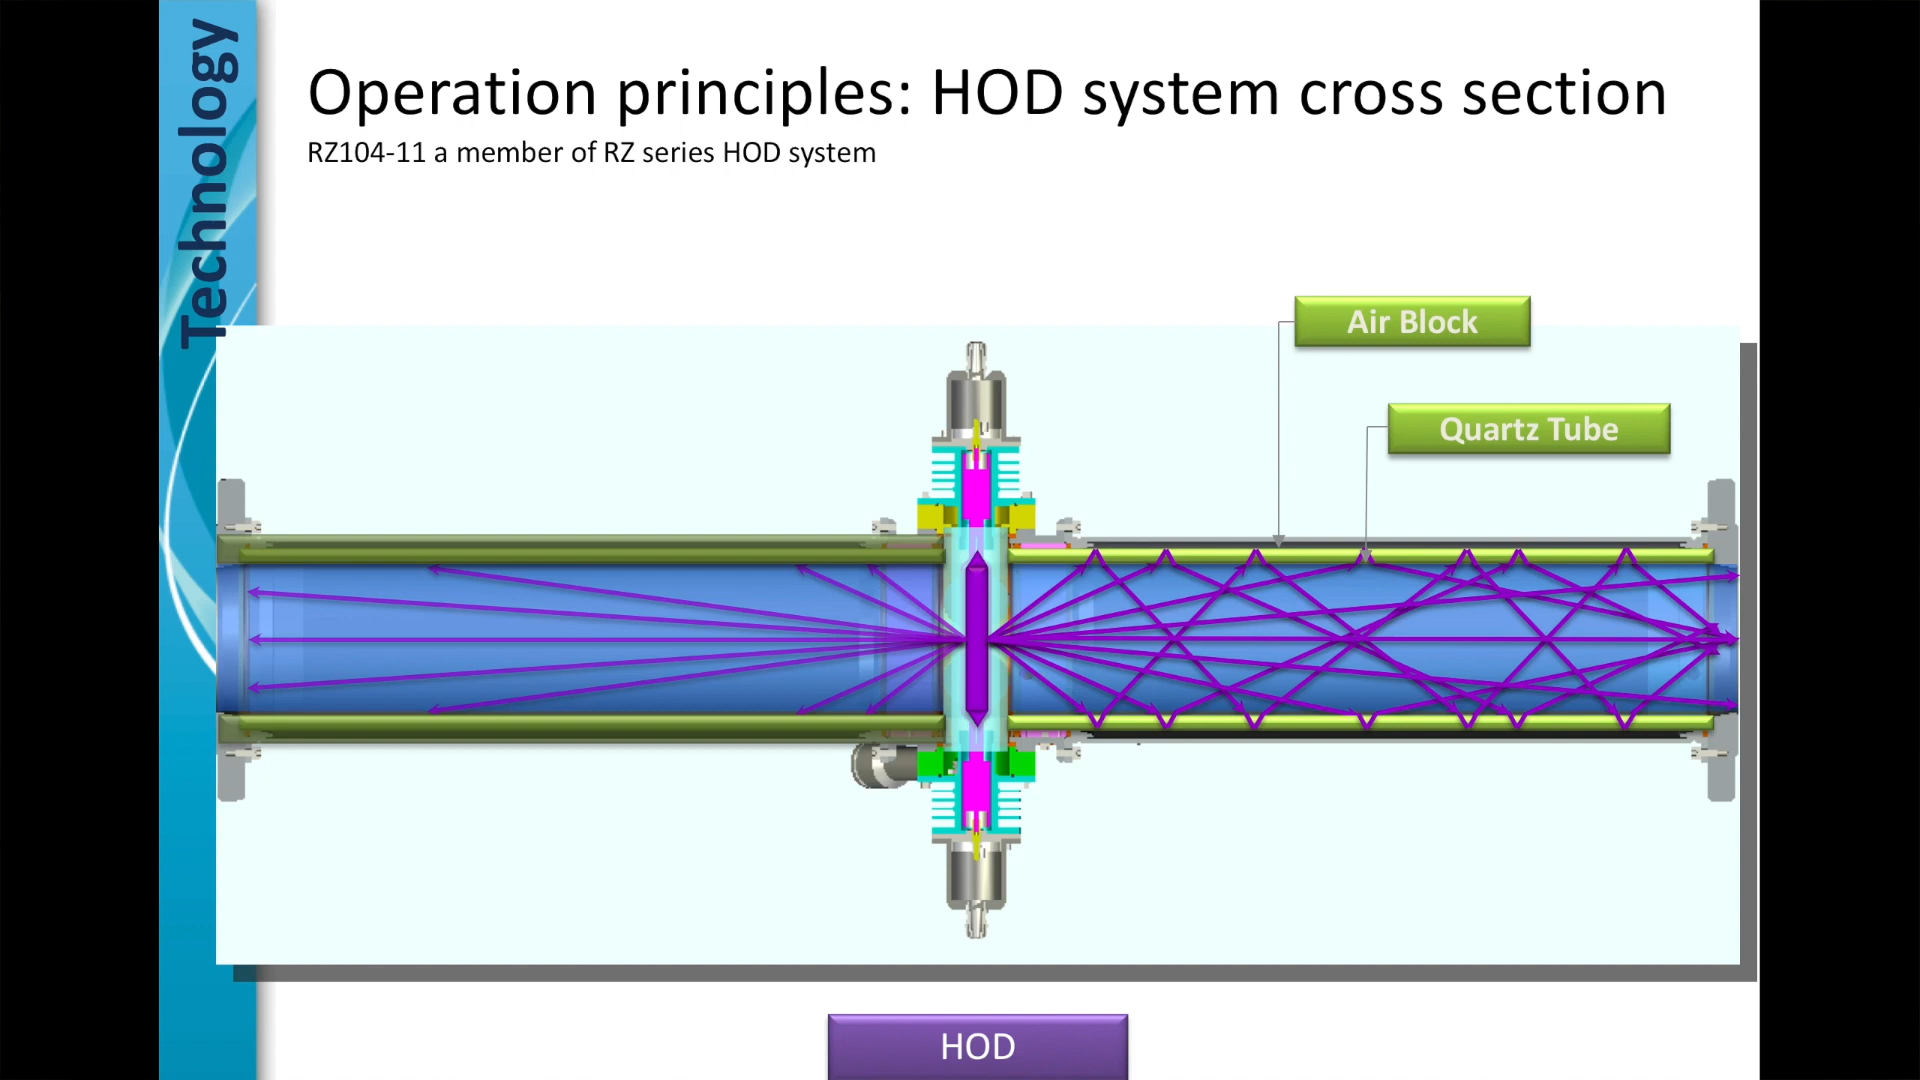 Technology
Operation principles: HOD system cross section
RZ104-11 a member of RZ series HOD system
Air Block
Quartz Tube
HOD